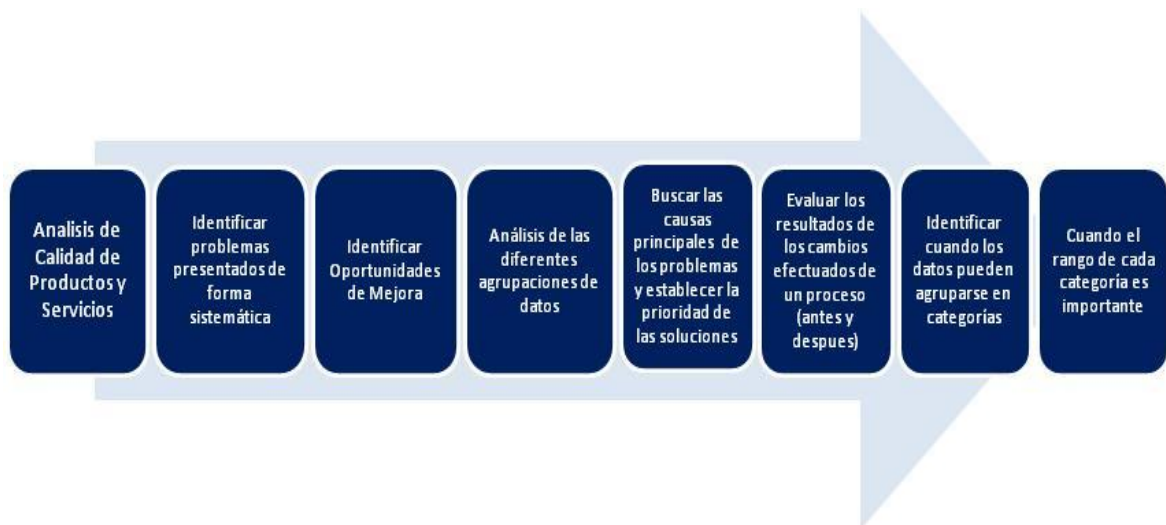 Analisis de
Calidad de
Productos y
Servicios
Identificar
problemas
presentados de
forma
sistemática
Identificar
Oportunidades
de Mejora
Análisis de las
diferentes
agrupaciones de
datos
Buscar las
causas
principales de
los problemas
y establecer la
prioridad de
las soluciones
Evaluar los
resultados de
los cambios
efectuados de
un proceso
(antes y
despues)
Identificar
cuando los
datos pueden
agruparse en
categorías
Cuando el
rango de cada
categoría es
importante